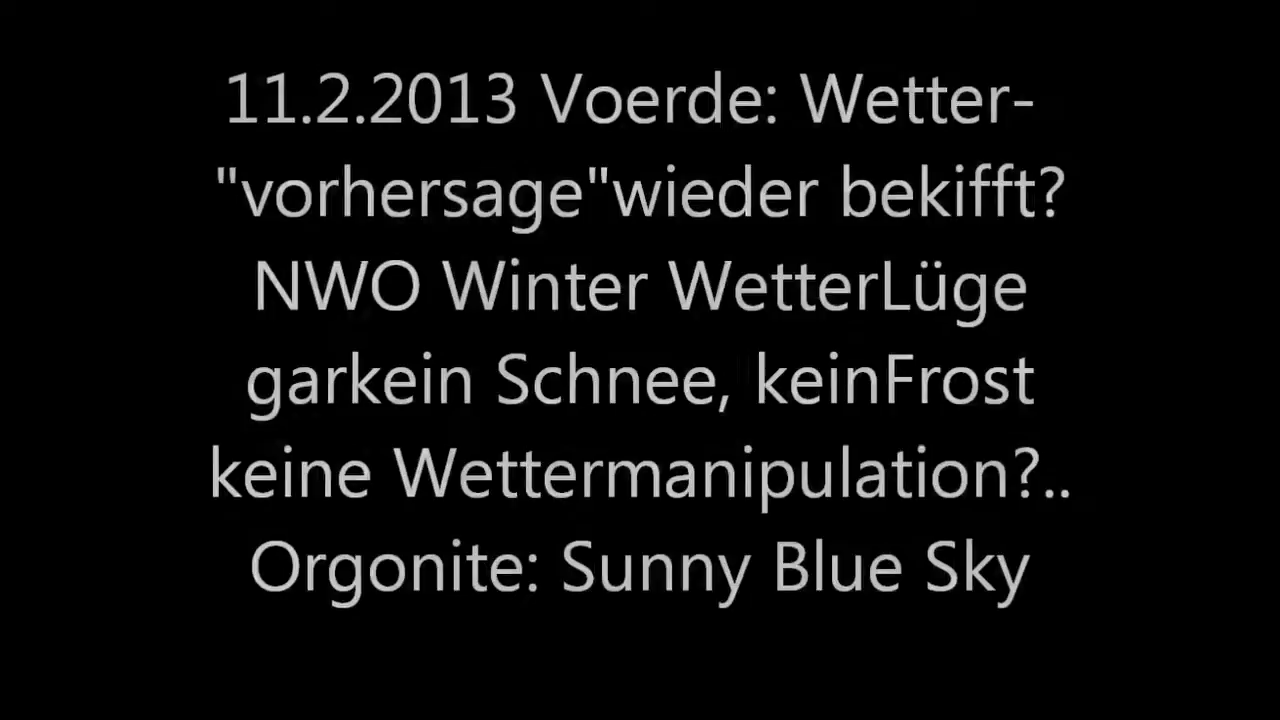 11.2.2013 Voerde: Wetter-
"vorhersage"wieder bekifft?
NWO Winter WetterLüge
garkein Schnee, keinFrost
keine Wettermanipulation?..
Orgonite: Sunny Blue Sky